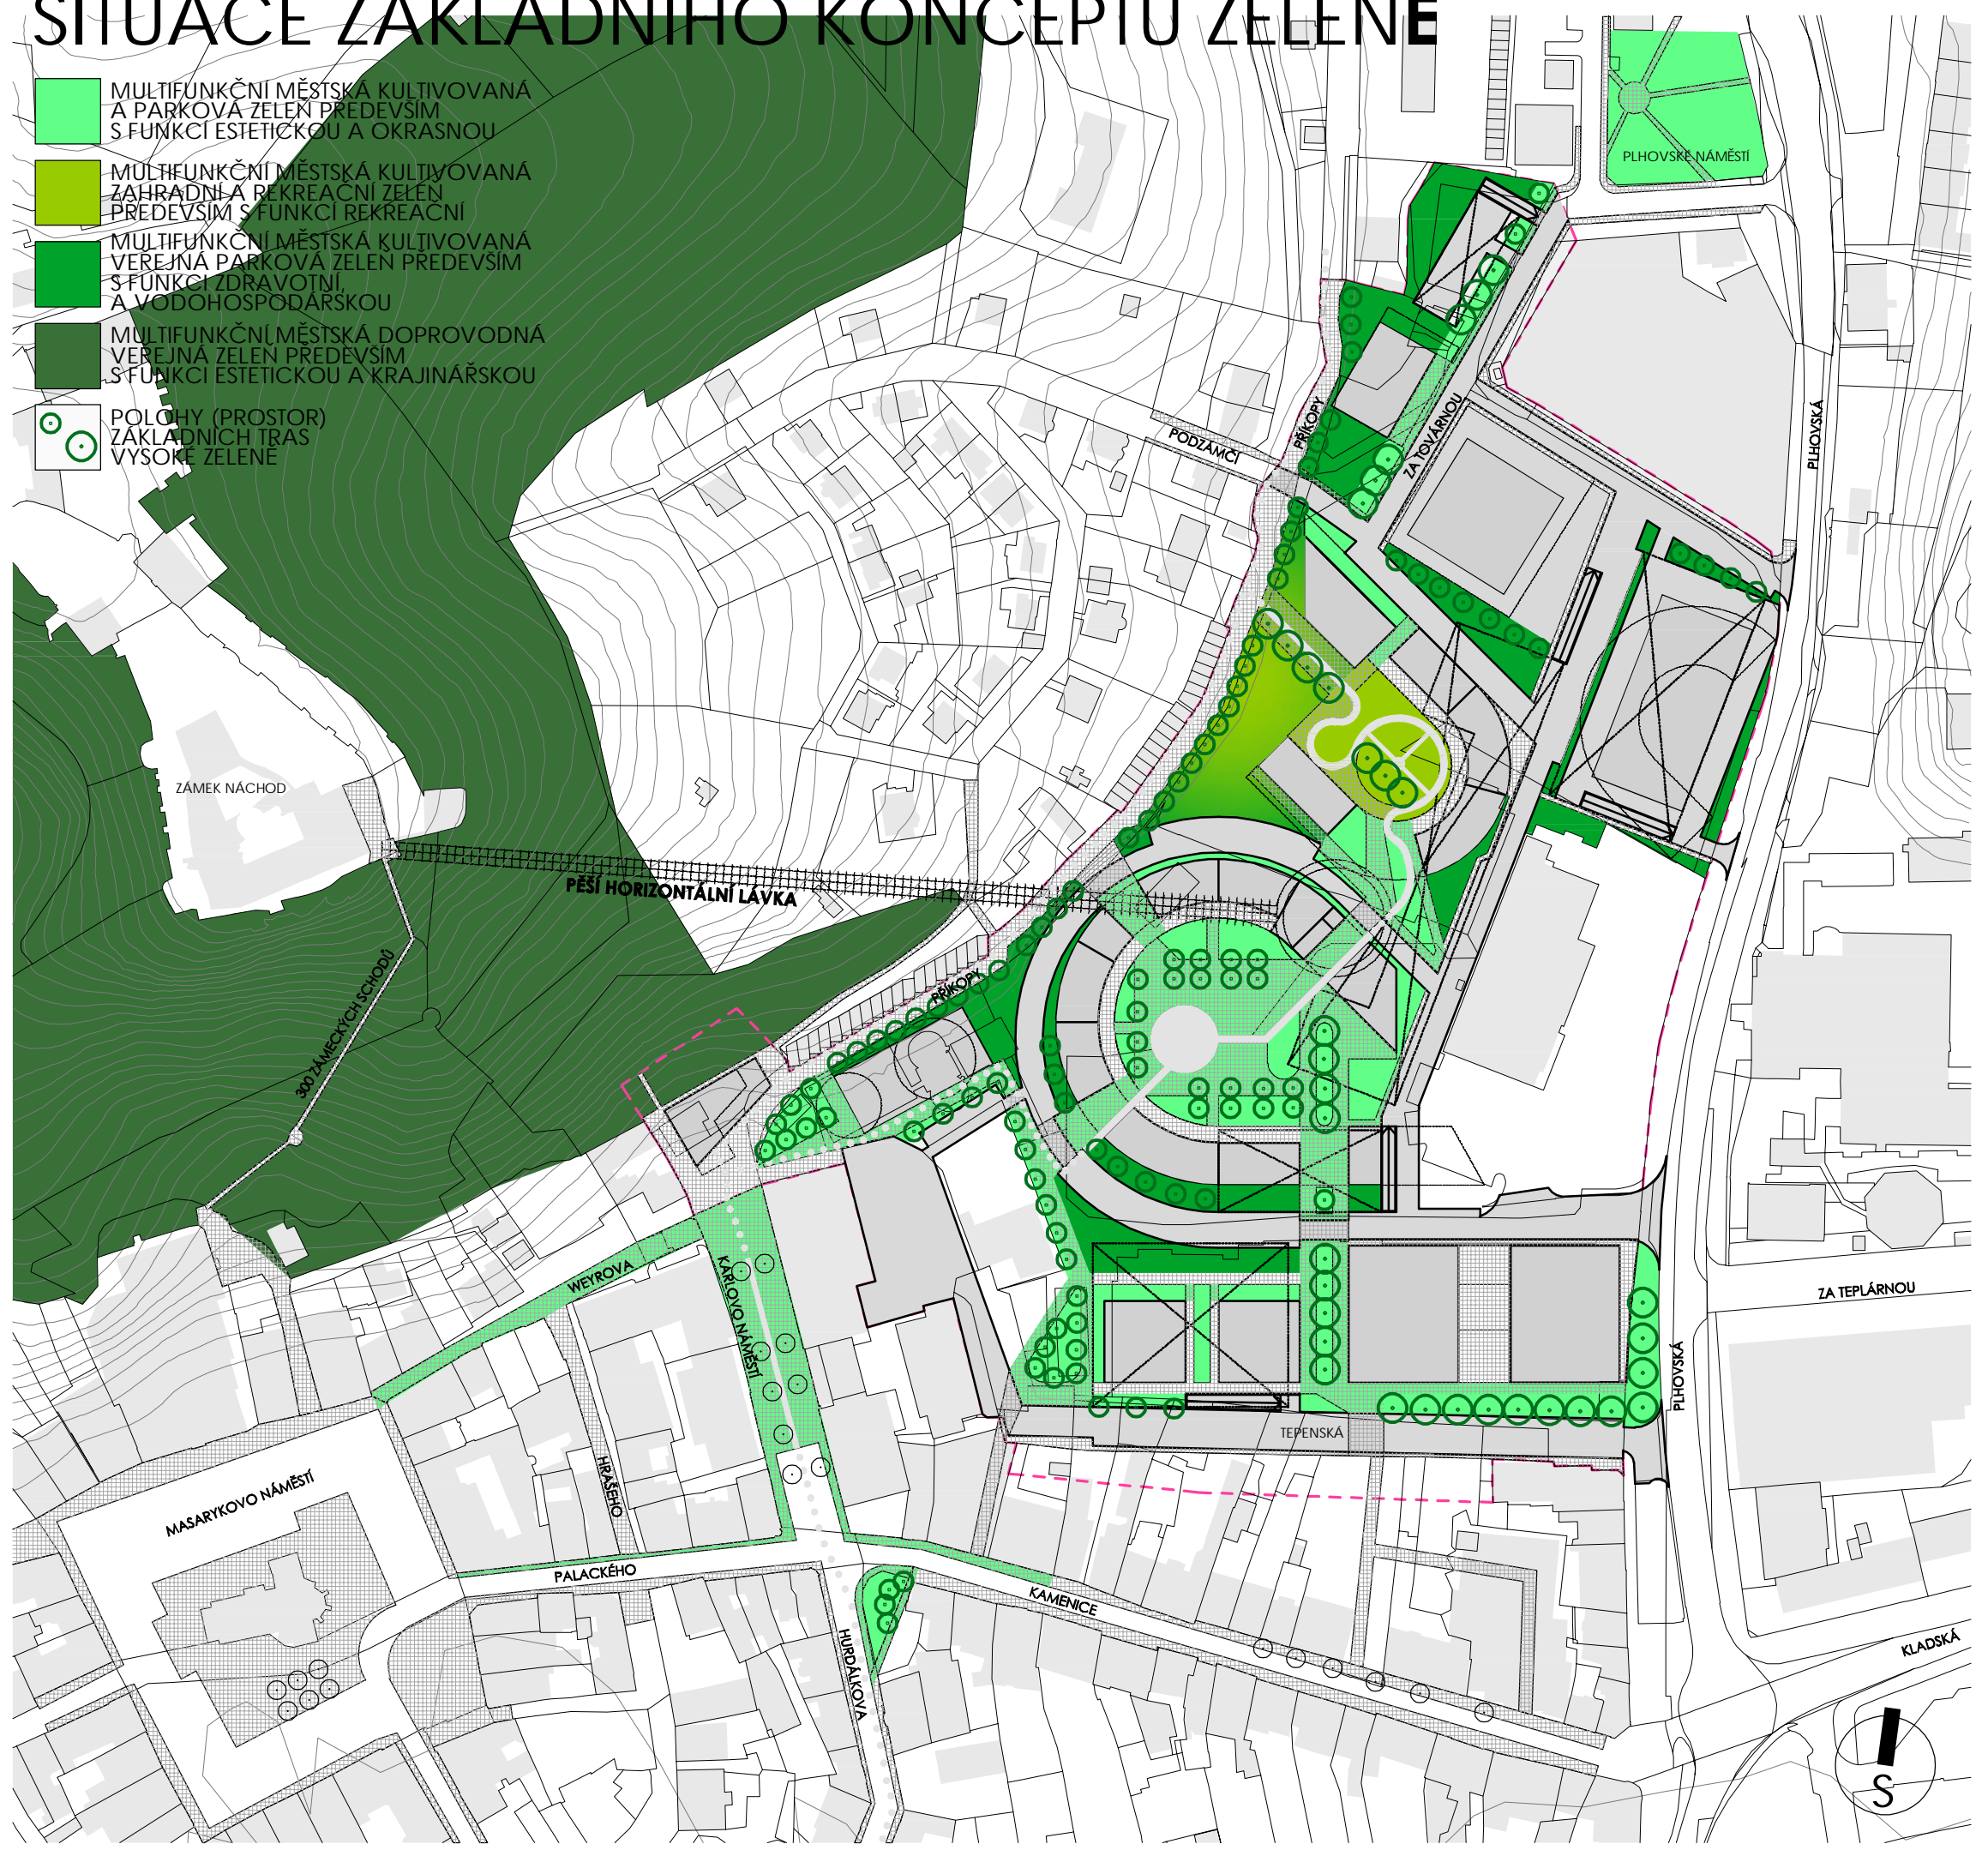 SITUACE ZÁKLADNÍHO KONCEPTU ZELENĚ
MULTIFUNKČNÍ MĚSTSKÁ KULTIVOVANÁ
A PARKOVÁ ZELEŇ PŘEDEVŠÍM
S FUNKCÍ ESTETICKOU A OKRASNOU
MULTIFUNKČNÍ MĚSTSKÁ KULTIVOVANÁ
ZAHRADNÍ A REKREAČNÍ ZELEŇ
PŘEDEVŠÍM S FUNKCÍ REKREAČNÍ
MULTIFUNKČNÍ MĚSTSKÁ KULTIVOVANÁ
VEŘEJNÁ PARKOVÁ ZELEŇ PŘEDEVŠÍM
S FUNKCÍ ZDRAVOTNÍ,
A VODOHOSPODÁŘSKOU
MULTIFUNKČNÍ MĚSTSKÁ DOPROVODNÁ
VEŘEJNÁ ZELEŇ PŘEDEVŠÍM
S FUNKCÍ ESTETICKOU A KRAJINÁŘSKOU
POLOHY (PROSTOR)
ZÁKLADNÍCH TRAS
VYSOKÉ ZELENĚ
PLHOVSKÉ NÁMĚSTÍ
PŘÍKOPY
ZA TOVÁRNOU
PLHOVSKÁ
PODZÁMČÍ
ZÁMEK NÁCHOD
PĚŠÍ HORIZONTÁLNÍ LÁVKA
300 ZÁMECKÝCH SCHODŮ
PŘÍKOPY
WEYROVA
KARLOVO NÁMĚSTÍ
ZA TEPLÁRNOU
PLHOVSKÁ
TEPENSKÁ
HRAŠEHO
MASARYKOVO NÁMĚSTÍ
PALACKÉHO
KAMENICE
HURDÁLKOVA
KLADSKÁ
S